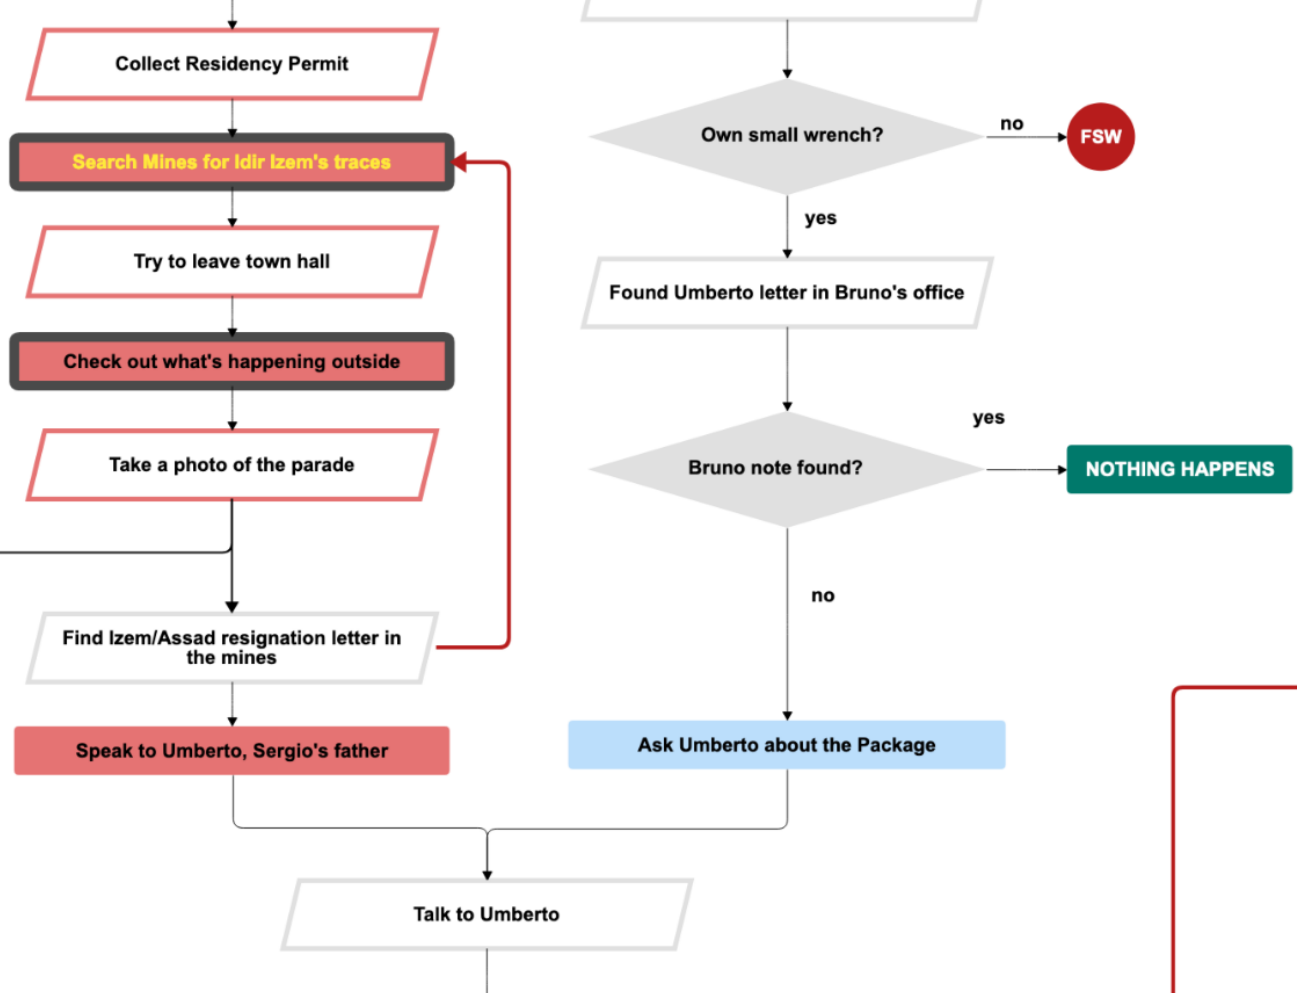 Collect Residency Permit
Search Mines for Idir Izem's traces
Try to leave town hall
Check out what's happening outside
Take a photo of the parade
Find Izem/Assad resignation letter in
the mines
Speak to Umberto, Sergio's father
Own small wrench?
no
FSW
yes
Found Umberto letter in Bruno's office
Bruno note found?
yes
NOTHING HAPPENS
no
Ask Umberto about the Package
Talk to Umberto